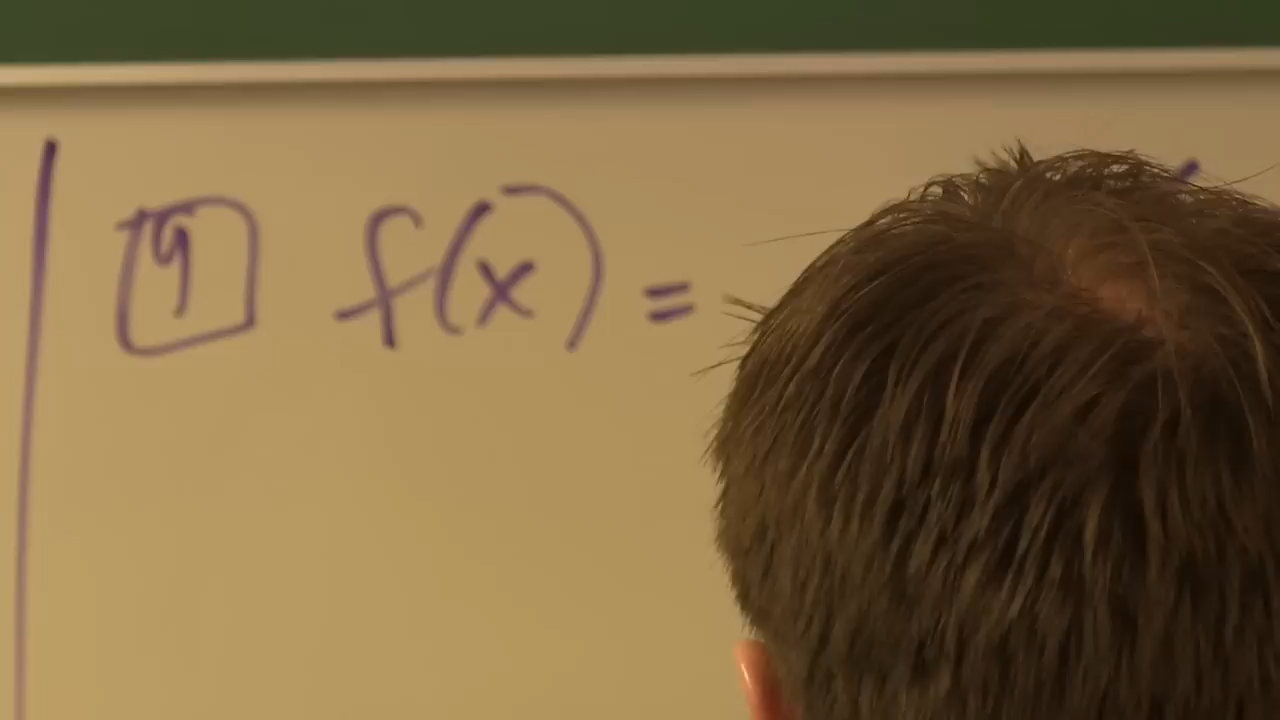 9 f(x) =